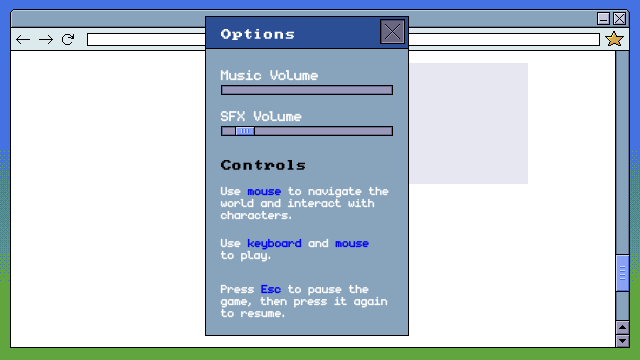 Options
Music Volume
SFX Volume
Controls
Use mouse to navigate the
world and interact with
characters.
Use keyboard and mouse
to play.
Press Esc to pause the
game, then press it again
to resume.